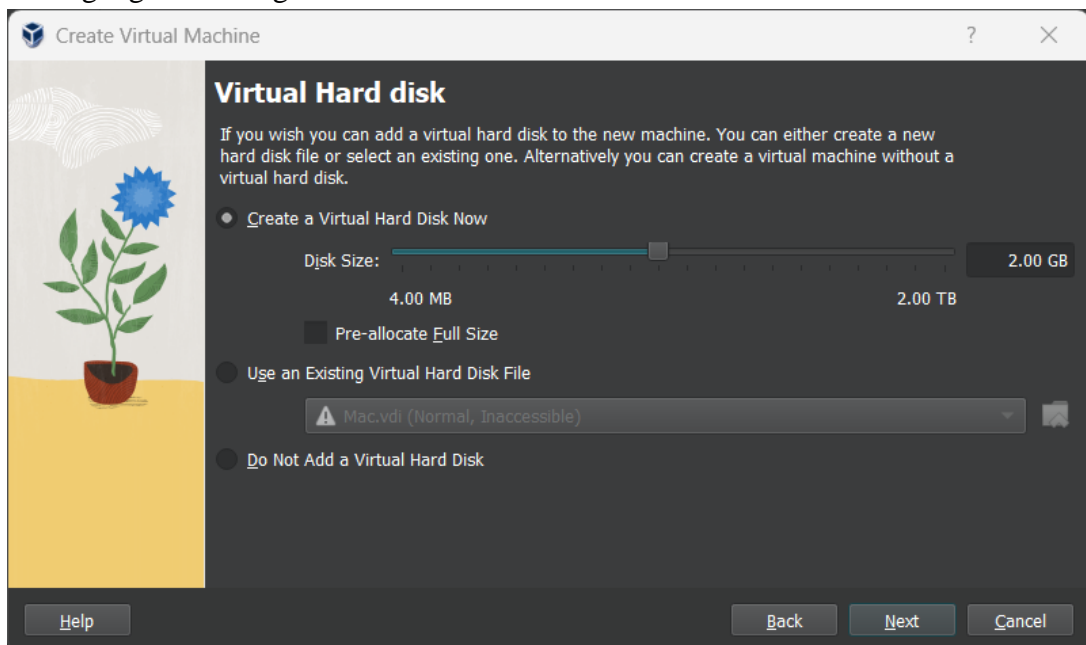 Create Virtual Machine
?
Virtual Hard disk
If you wish you can add a virtual hard disk to the new machine. You can either create a new
hard disk file or select an existing one. Alternatively you can create a virtual machine without a
virtual hard disk.
Create a Virtual Hard Disk Now
Disk Size:
2.00 GB
4.00 MB
2.00 TB
Pre-allocate Full Size
Use an Existing Virtual Hard Disk File
Mac.vdi (Normal, Inaccessible)
Do Not Add a Virtual Hard Disk
Help
Back
Next
Cancel